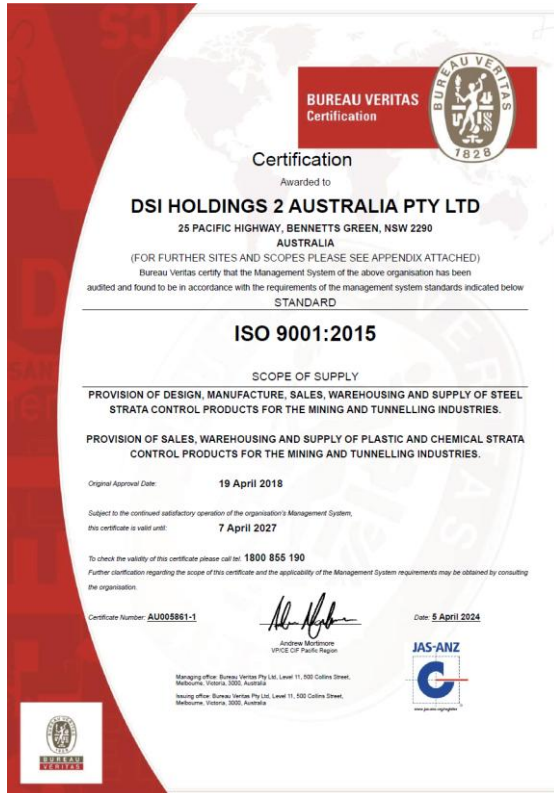 BUREAU VERITAS
Certification
BUREAU VERITAS
1828
Certification
Awarded to
DSI HOLDINGS 2 AUSTRALIA PTY LTD
25 PACIFIC HIGHWAY, BENNETTS GREEN, NSW 2290
AUSTRALIA
(FOR FURTHER SITES AND SCOPES PLEASE SEE APPENDIX ATTACHED)
Bureau Veritas certify that the Management System of the above organisation has been
audited and found to be in accordance with the requirements of the management system standards indicated below
STANDARD
ISO 9001:2015
SCOPE OF SUPPLY
PROVISION OF DESIGN, MANUFACTURE, SALES, WAREHOUSING AND SUPPLY OF STEEL
STRATA CONTROL PRODUCTS FOR THE MINING AND TUNNELLING INDUSTRIES.
PROVISION OF SALES, WAREHOUSING AND SUPPLY OF PLASTIC AND CHEMICAL STRATA
CONTROL PRODUCTS FOR THE MINING AND TUNNELLING INDUSTRIES.
Original Approval Date: 19 April 2018
Subject to the continued satisfactory operation of the organisation's Management System,
this certificate is valid until: 7 April 2027
To check the validity of this certificate please call tel: 1800 855 190
Further clarification regarding the scope of this certificate and the applicability of the Management System requirements may be obtained by consulting
the organisation.
Certificate Number: AU005861-1
Date: 5 April 2024
Andrew Mortimore
VP/CE CIF Pacific Region
JAS-ANZ
Managing office: Bureau Veritas Pty Ltd, Level 11, 500 Collins Street,
Melbourne, Victoria, 3000, Australia
Issuing office: Bureau Veritas Pty Ltd, Level 11, 500 Collins Street,
Melbourne, Victoria, 3000, Australia
www.jas-anz.org/register
BUREAU
VERITAS